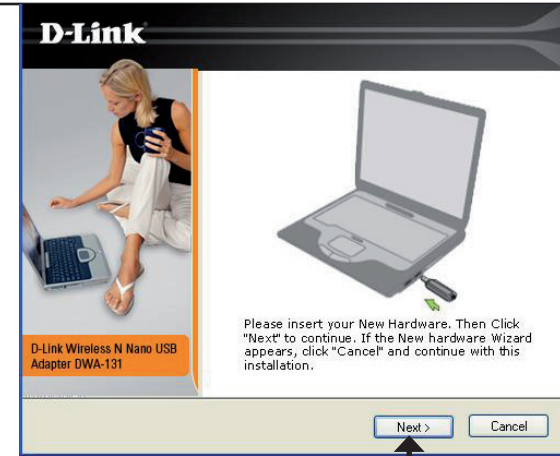 D-Link
Please insert your New Hardware. Then Click
"Next" to continue. If the New hardware Wizard
appears, click "Cancel" and continue with this
installation.
D-Link Wireless N Nano USB
Adapter DWA-131
Next >
Cancel